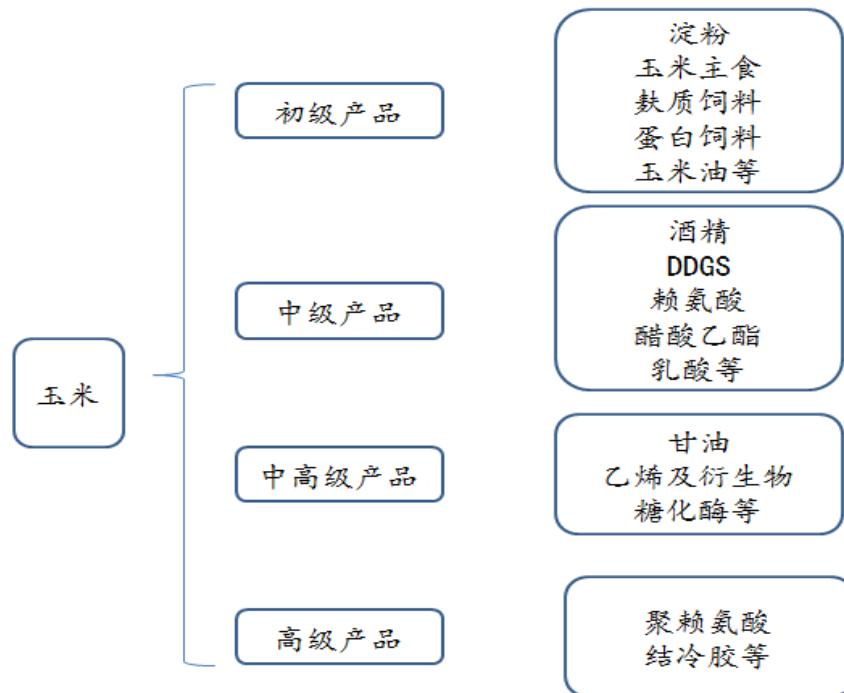 玉米
初级产品
淀粉
玉米主食
麸质饲料
蛋白饲料
玉米油等
中级产品
酒精
DDGS
赖氨酸
醋酸乙酯
乳酸等
中高级产品
甘油
乙烯及衍生物
糖化酶等
高级产品
聚赖氨酸
结冷胶等